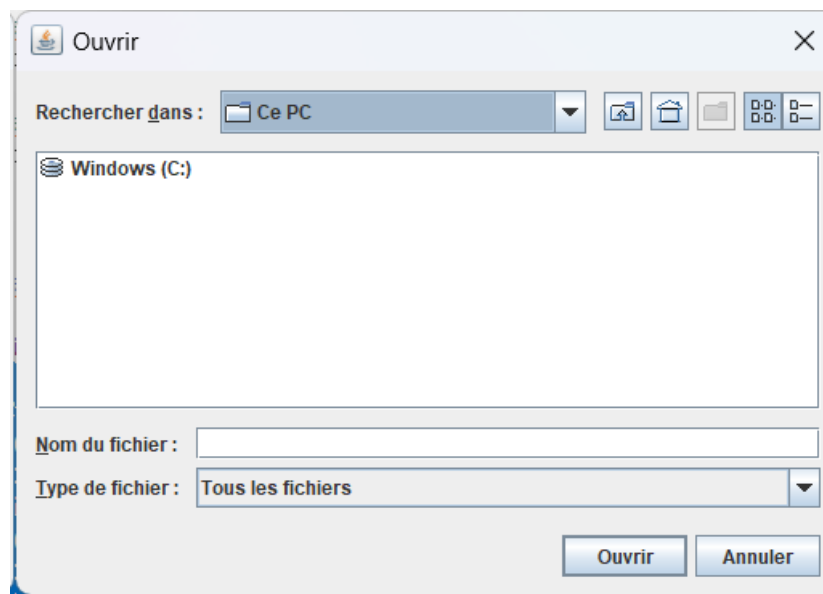 Ouvrir
Rechercher dans : Ce PC
Windows (C:)
Nom du fichier :
Type de fichier : Tous les fichiers
Ouvrir Annuler